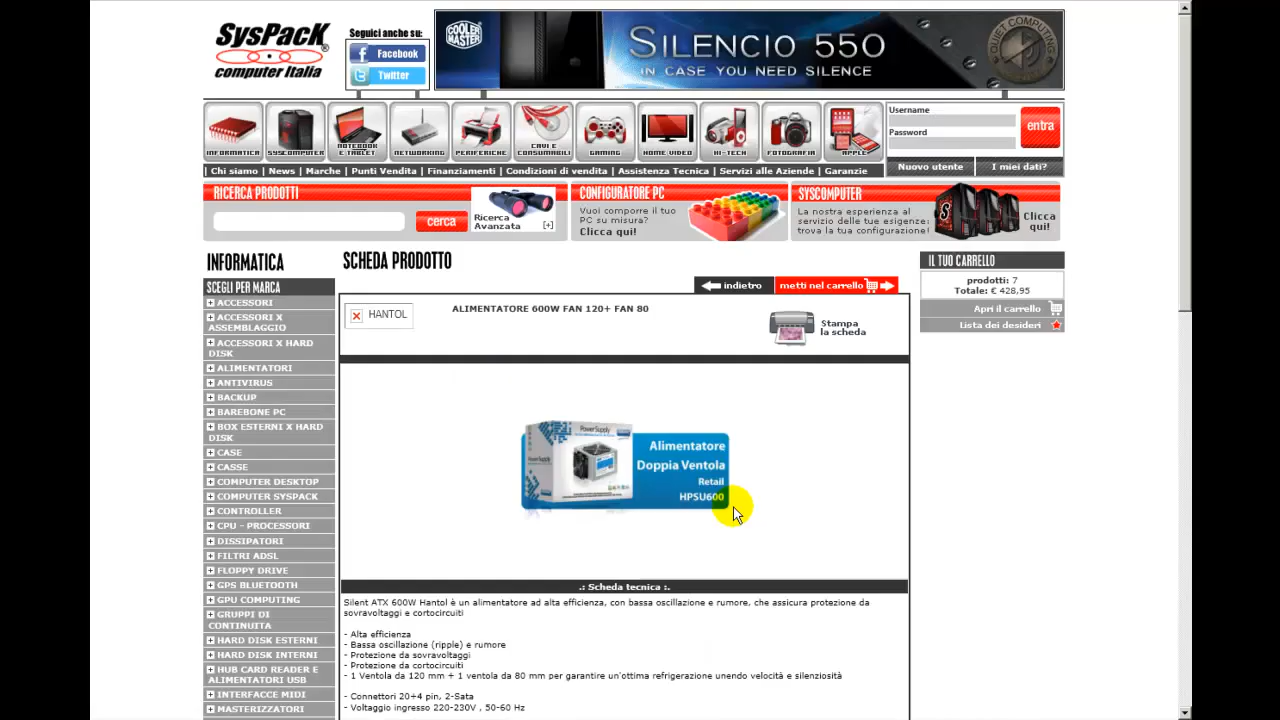 SysPack®
computer Italia
Seguici anche su:
Facebook
Twitter
COOLER MASTER
SILENCIO 550
IN CASE YOU NEED SILENCE
QUIET COMPUTING
INFORMATICA
SYSCOMPUTER
NOTEBOOK E TABLET
NETWORKING
PERIFERICHE
CAVI E CONSUMABILI
GAMING
HOME VIDEO
HI-TECH
FOTOGRAFIA
APPLE
Username
Password
entra
| Chi siamo | News | Marche | Punti Vendita | Finanziamenti | Condizioni di vendita | Assistenza Tecnica | Servizi alle Aziende | Garanzie
Nuovo utente
I miei dati?
RICERCA PRODOTTI
cerca
Ricerca
Avanzata [+]
CONFIGURATORE PC
Vuoi comporre il tuo
PC su misura?
Clicca qui!
SYSCOMPUTER
La nostra esperienza al
servizio delle tue esigenze:
trova la tua configurazione!
Clicca
qui!
INFORMATICA
SCEGLI PER MARCA
ACCESSORI
ACCESSORI X
ASSEMBLAGGIO
ACCESSORI X HARD
DISK
ALIMENTATORI
ANTIVIRUS
BACKUP
BAREBONE PC
BOX ESTERNI X HARD
DISK
CASE
CASSE
COMPUTER DESKTOP
COMPUTER SYSPACK
CONTROLLER
CPU - PROCESSORI
DISSIPATORI
FILTRI ADSL
FLOPPY DRIVE
GPS BLUETOOTH
GPU COMPUTING
GRUPPI DI
CONTINUITA
HARD DISK ESTERNI
HARD DISK INTERNI
HUB CARD READER E
ALIMENTATORI USB
INTERFACCE MIDI
MASTERIZZATORI
SCHEDA PRODOTTO
indietro
metti nel carrello
HANTOL
ALIMENTATORE 600W FAN 120+ FAN 80
Stampa
la scheda
PowerSupply
Alimentatore
Doppia Ventola
Retail
HPSU600
.: Scheda tecnica :.
Silent ATX 600W Hantol è un alimentatore ad alta efficienza, con bassa oscillazione e rumore, che assicura protezione da
sovravoltaggi e cortocircuiti
- Alta efficienza
- Bassa oscillazione (ripple) e rumore
- Protezione da sovravoltaggi
- Protezione da cortocircuiti
- 1 Ventola da 120 mm + 1 ventola da 80 mm per garantire un'ottima refrigerazione unendo velocità e silenziosità
- Connettori 20+4 pin, 2-Sata
- Voltaggio ingresso 220-230V , 50-60 Hz
IL TUO CARRELLO
prodotti: 7
Totale: € 428,95
Apri il carrello
Lista dei desideri